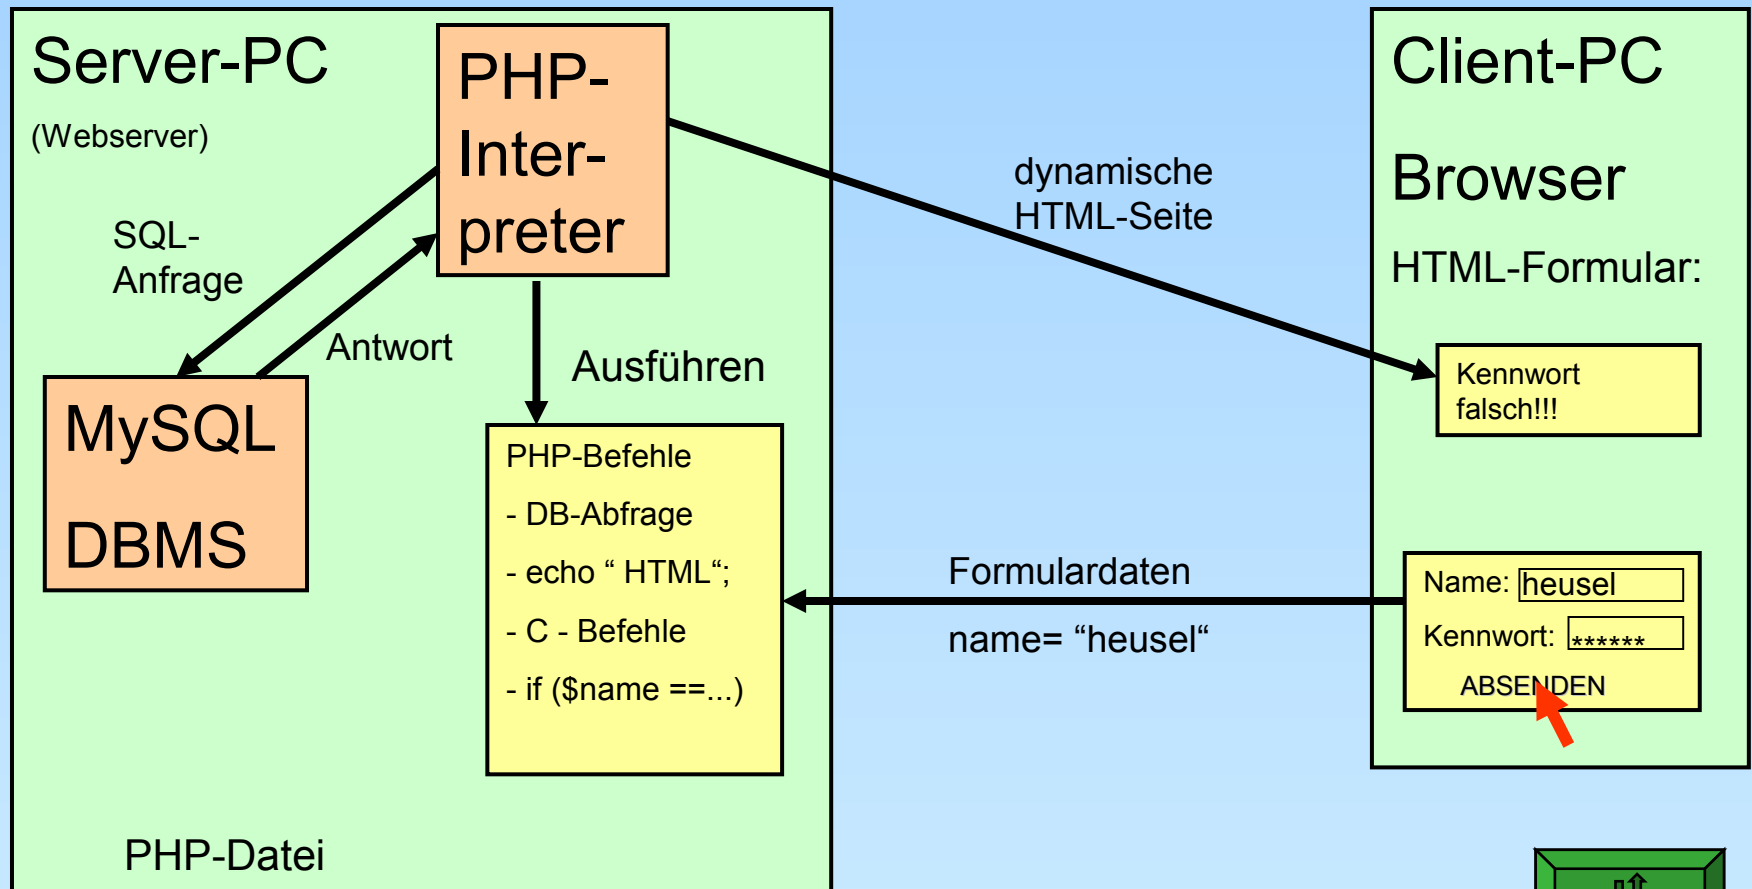 Server-PC
(Webserver)
PHP-
Inter-
preter
SQL-
Anfrage
Antwort
Ausführen
MySQL
DBMS
PHP-Befehle
- DB-Abfrage
- echo “ HTML“;
- C - Befehle
- if ($name ==...)
PHP-Datei
dynamische
HTML-Seite
Formulardaten
name= “heusel“
Client-PC
Browser
HTML-Formular:
Kennwort
falsch!!!
Name: heusel
Kennwort: ******
ABSENDEN